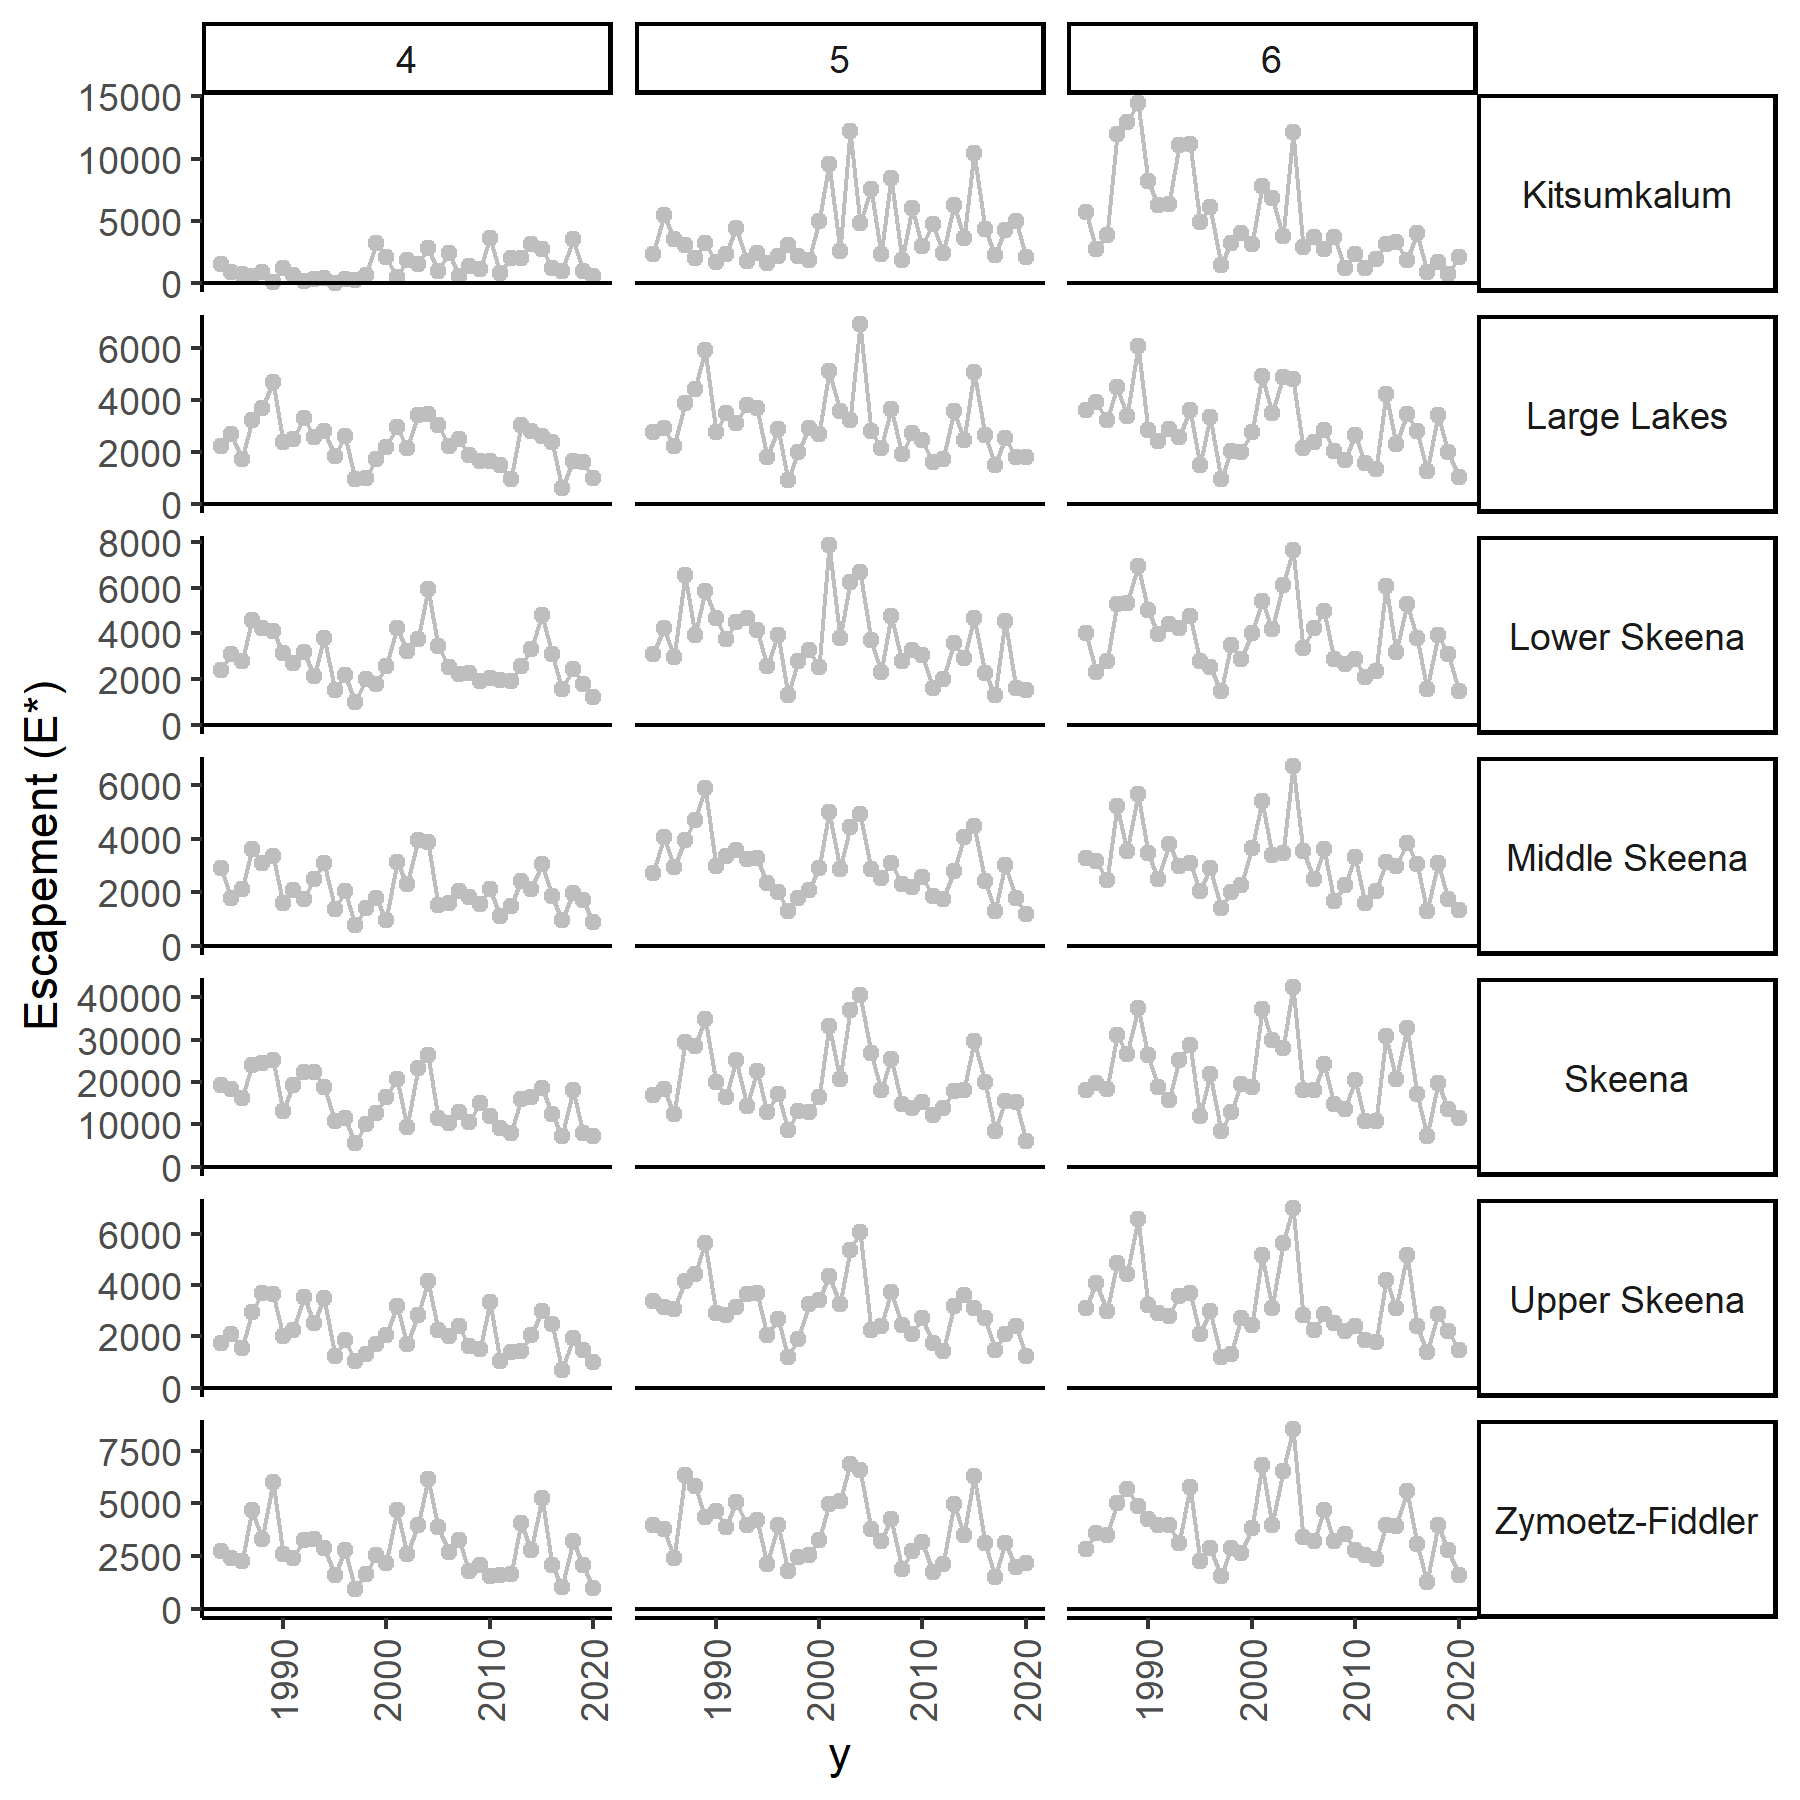 4 5 6
15000
10000
5000
0
Kitsumkalum
6000
4000
2000
0
Large Lakes
8000
6000
4000
2000
0
Lower Skeena
6000
4000
2000
0
Middle Skeena
40000
30000
20000
10000
0
Skeena
6000
4000
2000
0
Upper Skeena
7500
5000
2500
0
Zymoetz-Fiddler
Escapement (E*)
1990 2000 2010 2020 1990 2000 2010 2020 1990 2000 2010 2020
y